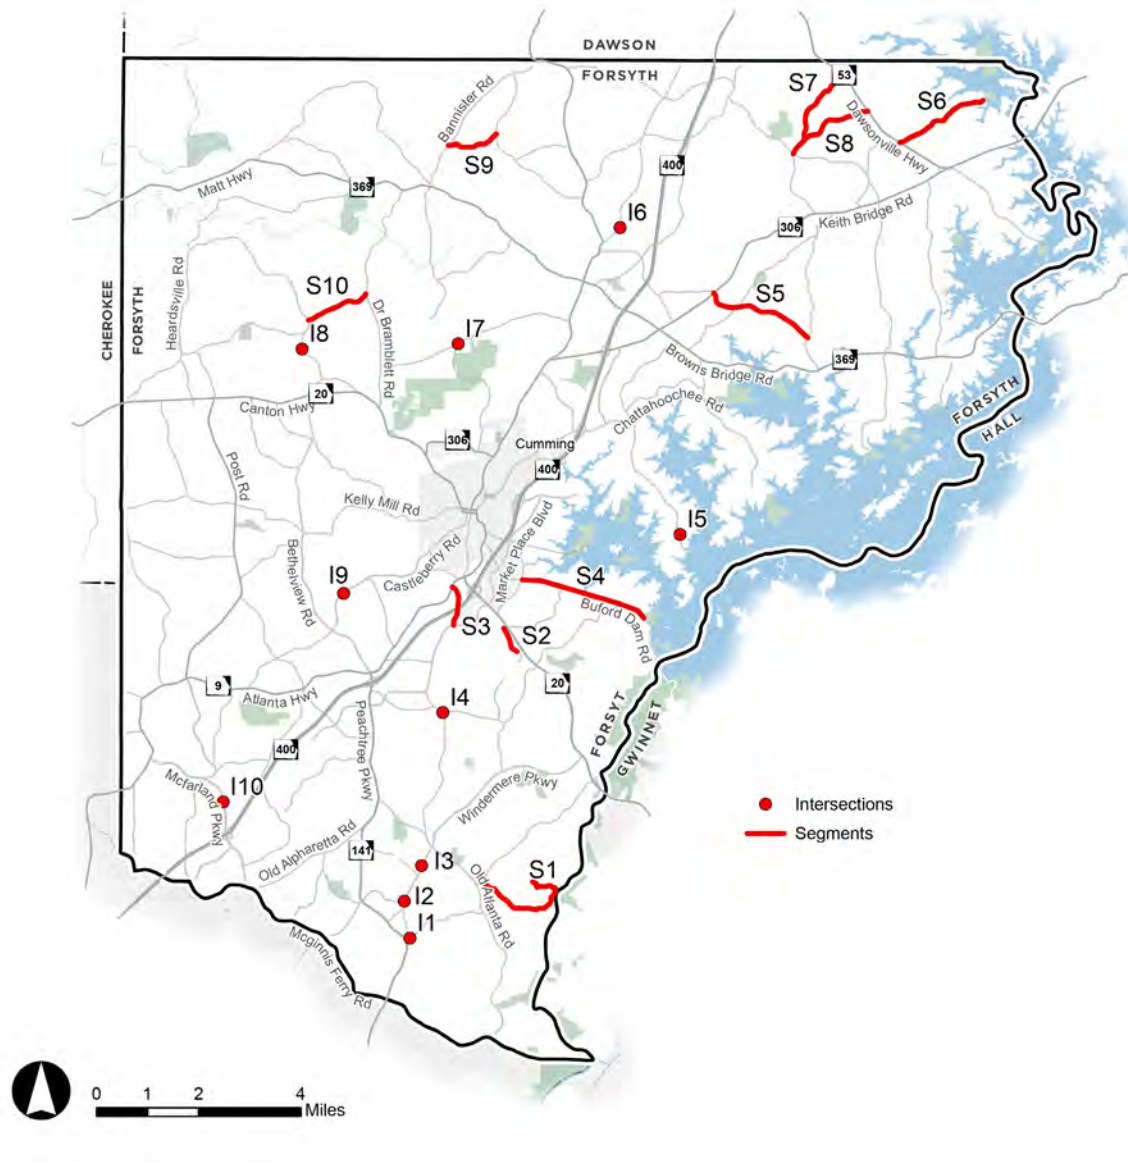 DAWSON
FORSYTH
53
S7
S6
Bannister Rd
Dawsonville Hwy
S8
S9
400
Matt Hwy
369
I6
Keith Bridge Rd
306
Heardsville Rd
CHEROKEE
FORSYTH
S10
S5
Dr Bramblett Rd
I8
I7
Browns Bridge Rd
369
20
Canton Hwy
Chattahoochee Rd
FORSYTH
HALL
306
Cumming
400
Post Rd
Kelly Mill Rd
Market Place Blvd
I5
Bethelview Rd
Castleberry Rd
I9
S4
Buford Dam Rd
S3
S2
20
9
Atlanta Hwy
I4
FORSYT
GWINNET
Peachtree Pkwy
400
Mcfarland Pkwy
I10
Windermere Pkwy
Intersections
Segments
Old Alpharetta Rd
141
I3
Old Atlanta Rd
S1
I2
I1
Mcginnis Ferry Rd
0 1 2 4
Miles